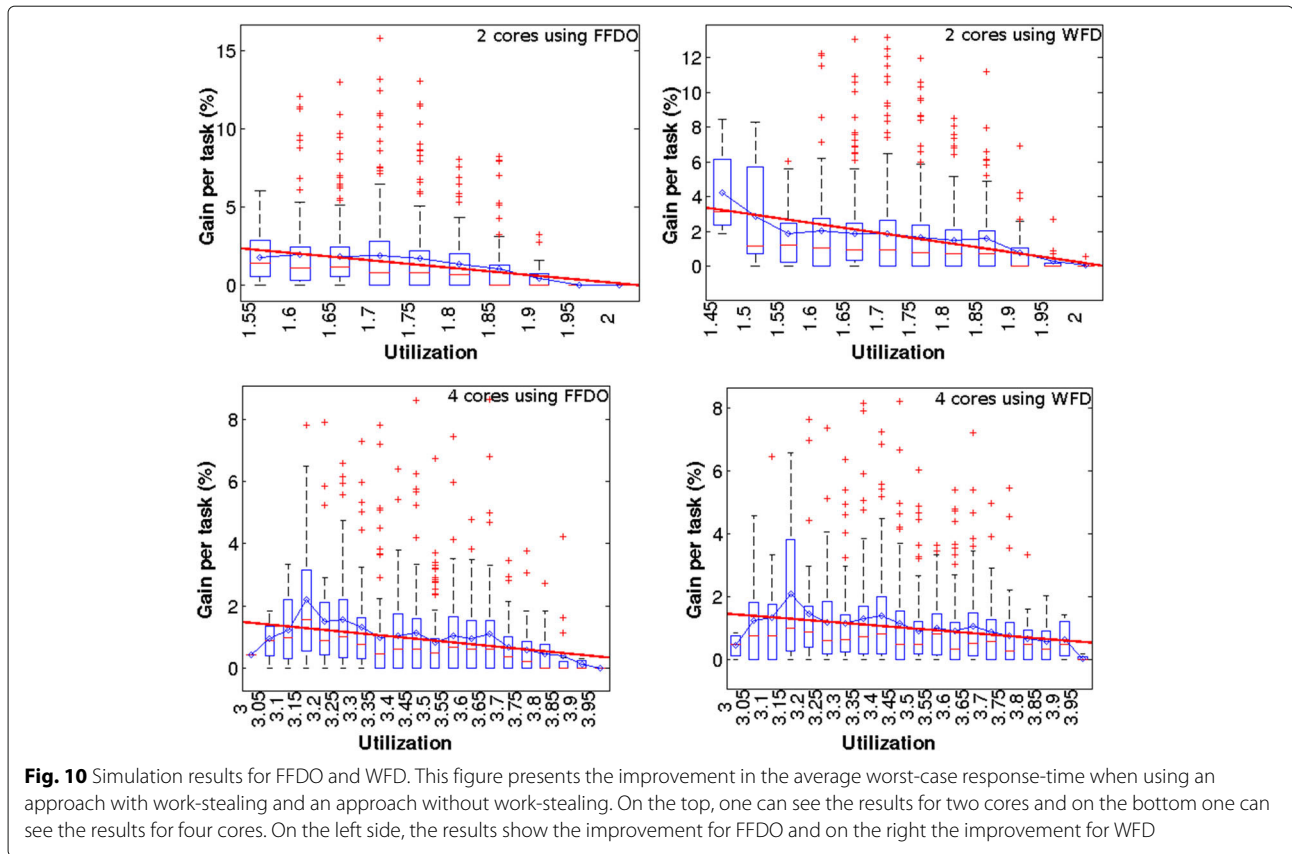 2 cores using FFDO
Gain per task (%)
15
10
5
0
1.55 1.6 1.65 1.7 1.75 1.8 1.85 1.9 1.95 2
Utilization
2 cores using WFD
Gain per task (%)
12
10
8
6
4
2
0
1.45 1.5 1.55 1.6 1.65 1.7 1.75 1.8 1.85 1.9 1.95 2
Utilization
4 cores using FFDO
Gain per task (%)
8
6
4
2
0
3 3.05 3.1 3.15 3.2 3.25 3.3 3.35 3.4 3.45 3.5 3.55 3.6 3.65 3.7 3.75 3.8 3.85 3.9 3.95
Utilization
4 cores using WFD
Gain per task (%)
8
6
4
2
0
3 3.05 3.1 3.15 3.2 3.25 3.3 3.35 3.4 3.45 3.5 3.55 3.6 3.65 3.7 3.75 3.8 3.85 3.9 3.95
Utilization
Fig. 10 Simulation results for FFDO and WFD. This figure presents the improvement in the average worst-case response-time when using an
approach with work-stealing and an approach without work-stealing. On the top, one can see the results for two cores and on the bottom one can
see the results for four cores. On the left side, the results show the improvement for FFDO and on the right the improvement for WFD